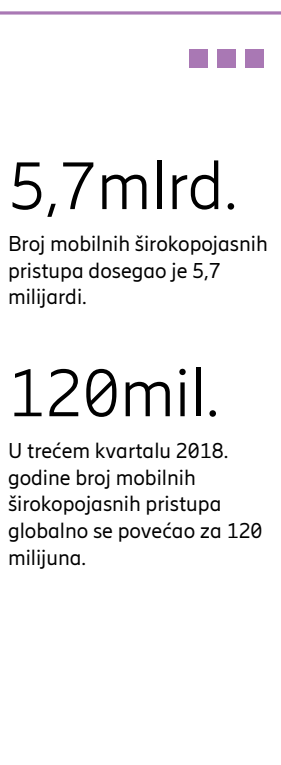 5,7mlrd.
Broj mobilnih širokopojasnih
pristupa dosegao je 5,7
milijardi.
120mil.
U trećem kvartalu 2018.
godine broj mobilnih
širokopojasnih pristupa
globalno se povećao za 120
milijuna.